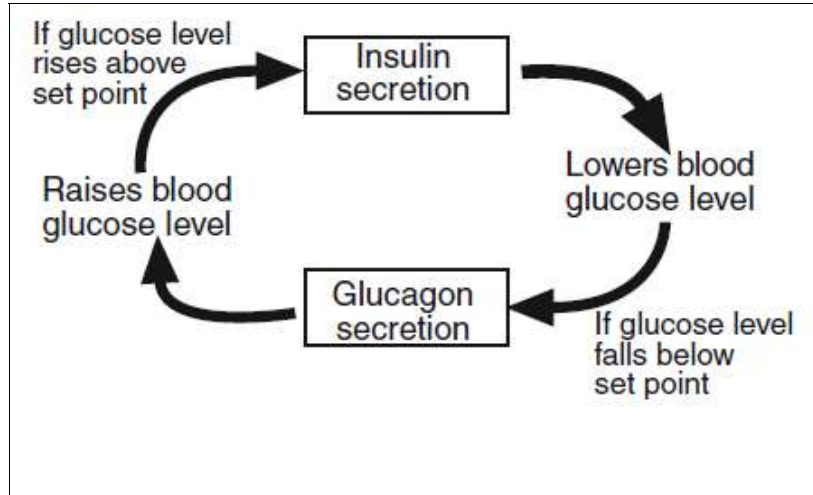 If glucose level
rises above
set point
Insulin
secretion
Lowers blood
glucose level
If glucose level
falls below
set point
Glucagon
secretion
Raises blood
glucose level